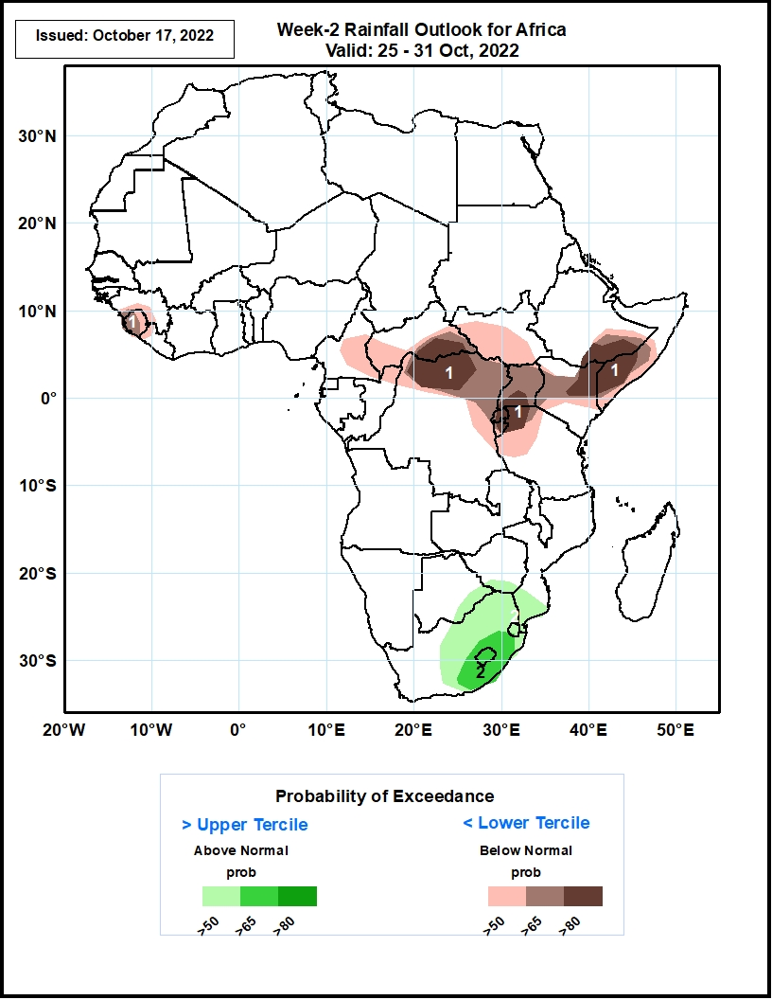 Issued: October 17, 2022
Week-2 Rainfall Outlook for Africa
Valid: 25 - 31 Oct, 2022
30°N
20°N
10°N
0°
10°S
20°S
30°S
1
1
1
1
2
2
20°W 10°W 0° 10°E 20°E 30°E 40°E 50°E
Probability of Exceedance
> Upper Tercile < Lower Tercile
Above Normal Below Normal
prob prob
>50 >65 >80 >50 >65 >80